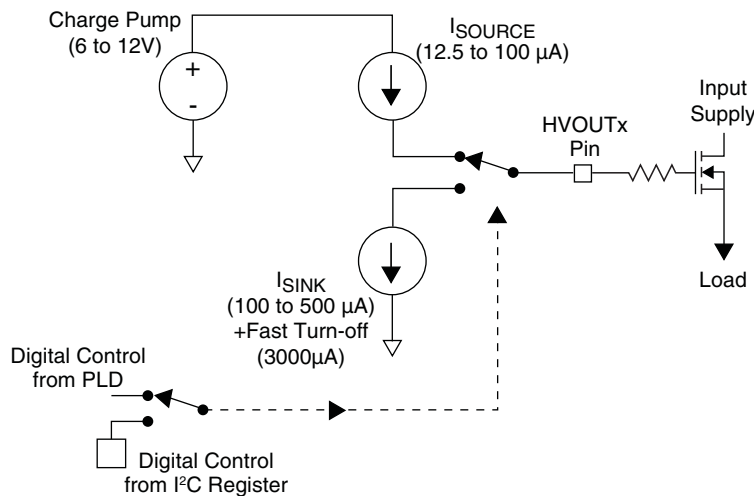 Charge Pump
(6 to 12V)
+
-
ISOURCE
(12.5 to 100 µA)
Input
Supply
HVOUTx
Pin
ISINK
(100 to 500 µA)
+Fast Turn-off
(3000µA)
Load
Digital Control
from PLD
Digital Control
from I²C Register